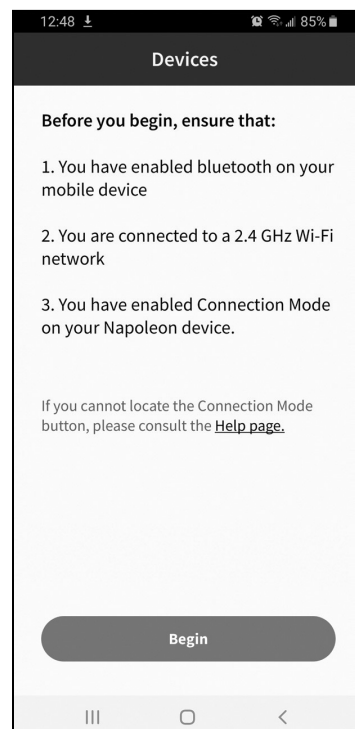 12:48 85%
Devices
Before you begin, ensure that:
1. You have enabled bluetooth on your
mobile device
2. You are connected to a 2.4 GHz Wi-Fi
network
3. You have enabled Connection Mode
on your Napoleon device.
If you cannot locate the Connection Mode
button, please consult the Help page.
Begin